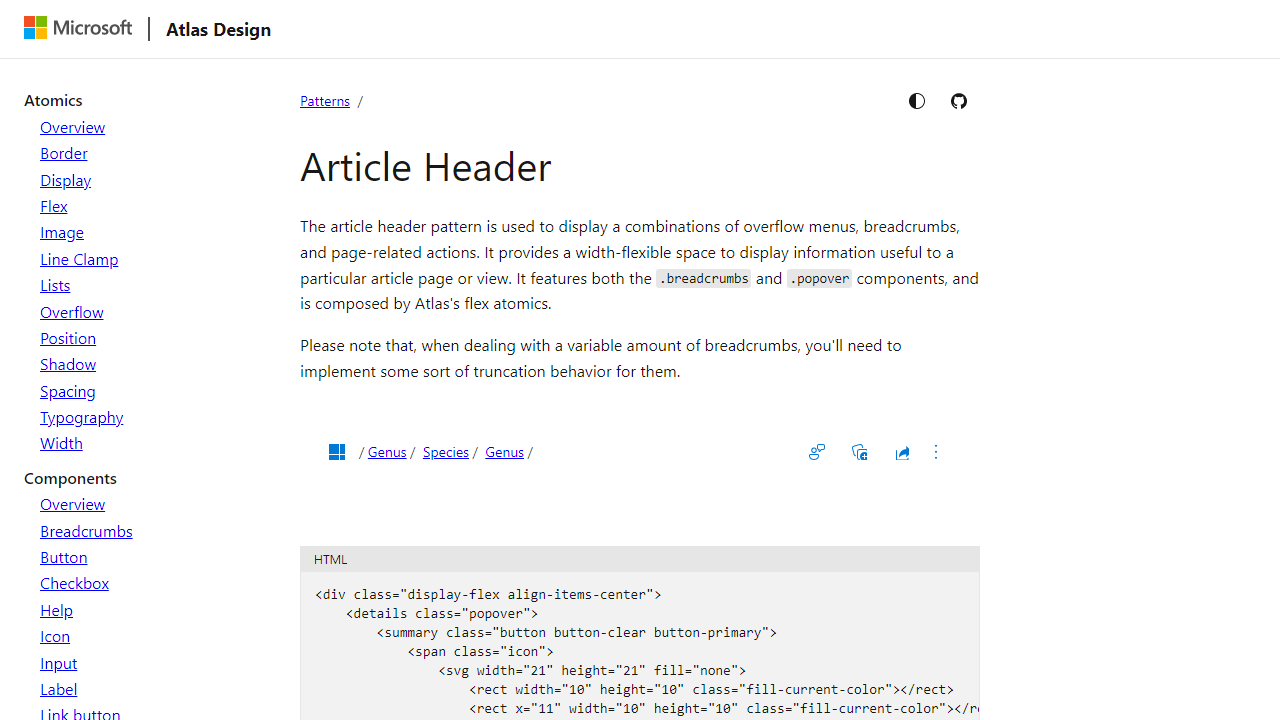 Microsoft
Atlas Design
Atomics
Overview
Border
Display
Flex
Image
Line Clamp
Lists
Overflow
Position
Shadow
Spacing
Typography
Width
Components
Overview
Breadcrumbs
Button
Checkbox
Help
Icon
Input
Label
Link button
Patterns /
Article Header
The article header pattern is used to display a combinations of overflow menus, breadcrumbs,
and page-related actions. It provides a width-flexible space to display information useful to a
particular article page or view. It features both the .breadcrumbs and .popover components, and
is composed by Atlas's flex atomics.
Please note that, when dealing with a variable amount of breadcrumbs, you'll need to
implement some sort of truncation behavior for them.
/ Genus / Species / Genus /
HTML
<div class="display-flex align-items-center">
<details class="popover">
<summary class="button button-clear button-primary">
<span class="icon">
<svg width="21" height="21" fill="none">
<rect width="10" height="10" class="fill-current-color"></rect>
<rect x="11" width="10" height="10" class="fill-current-color"></re